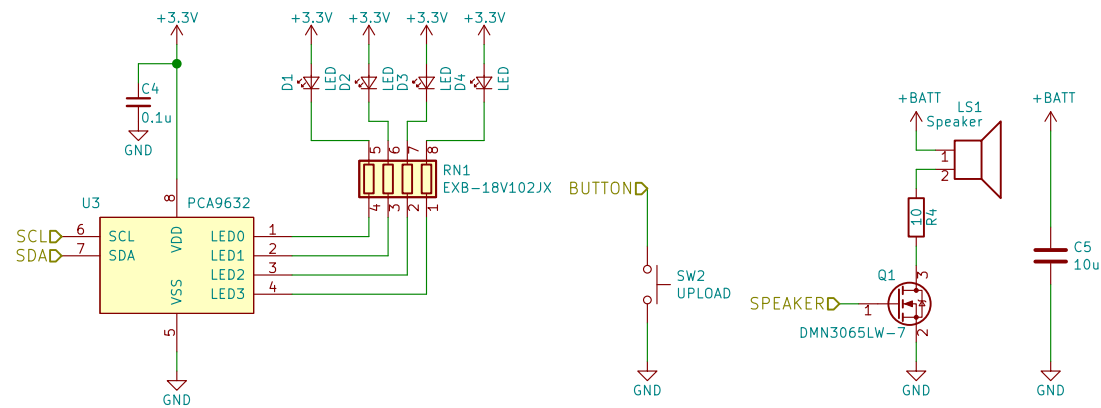 +3.3V
+3.3V
+3.3V
+3.3V
+3.3V
C4
0.1u
GND
D1
LED
D2
LED
D3
LED
D4
LED
5
6
7
8
RN1
EXB-18V102JX
4
3
2
1
U3
PCA9632
8
VDD
SCL
6
SCL
SDA
7
SDA
LED0
1
LED1
2
LED2
3
LED3
4
VSS
5
GND
BUTTON
SW2
UPLOAD
GND
+BATT
LS1
Speaker
1
2
10
R4
Q1
3
SPEAKER
1
DMN3065LW-7
2
GND
+BATT
C5
10u
GND